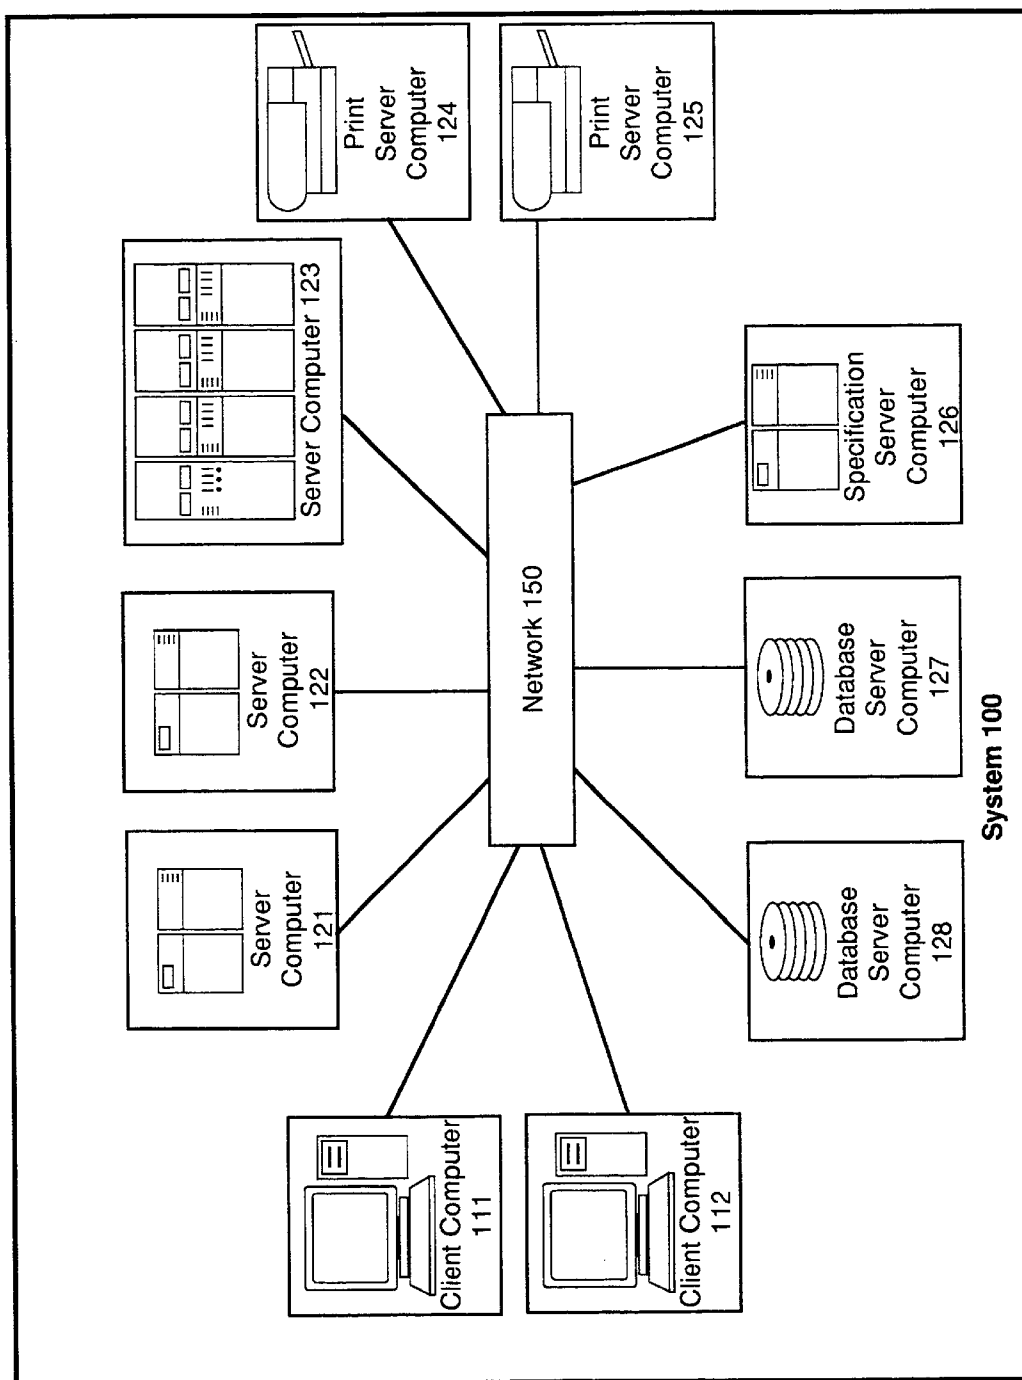 Client Computer
111
Client Computer
112
Server
Computer
121
Server
Computer
122
Server Computer 123
Print
Server
Computer
124
Print
Server
Computer
125
Network 150
Database
Server
Computer
128
Database
Server
Computer
127
Specification
Server
Computer
126
System 100